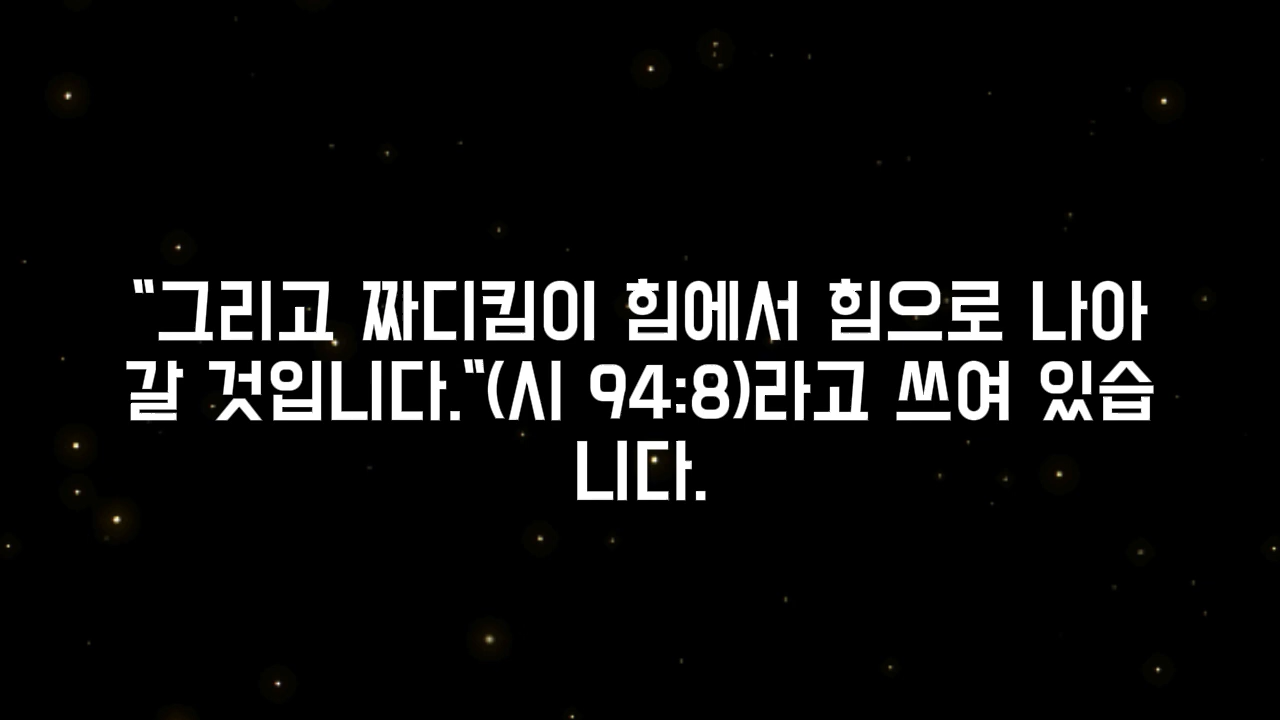 "그리고 짜디킴이 힘에서 힘으로 나아
갈 것입니다."(시 94:8)라고 쓰여 있습
니다.